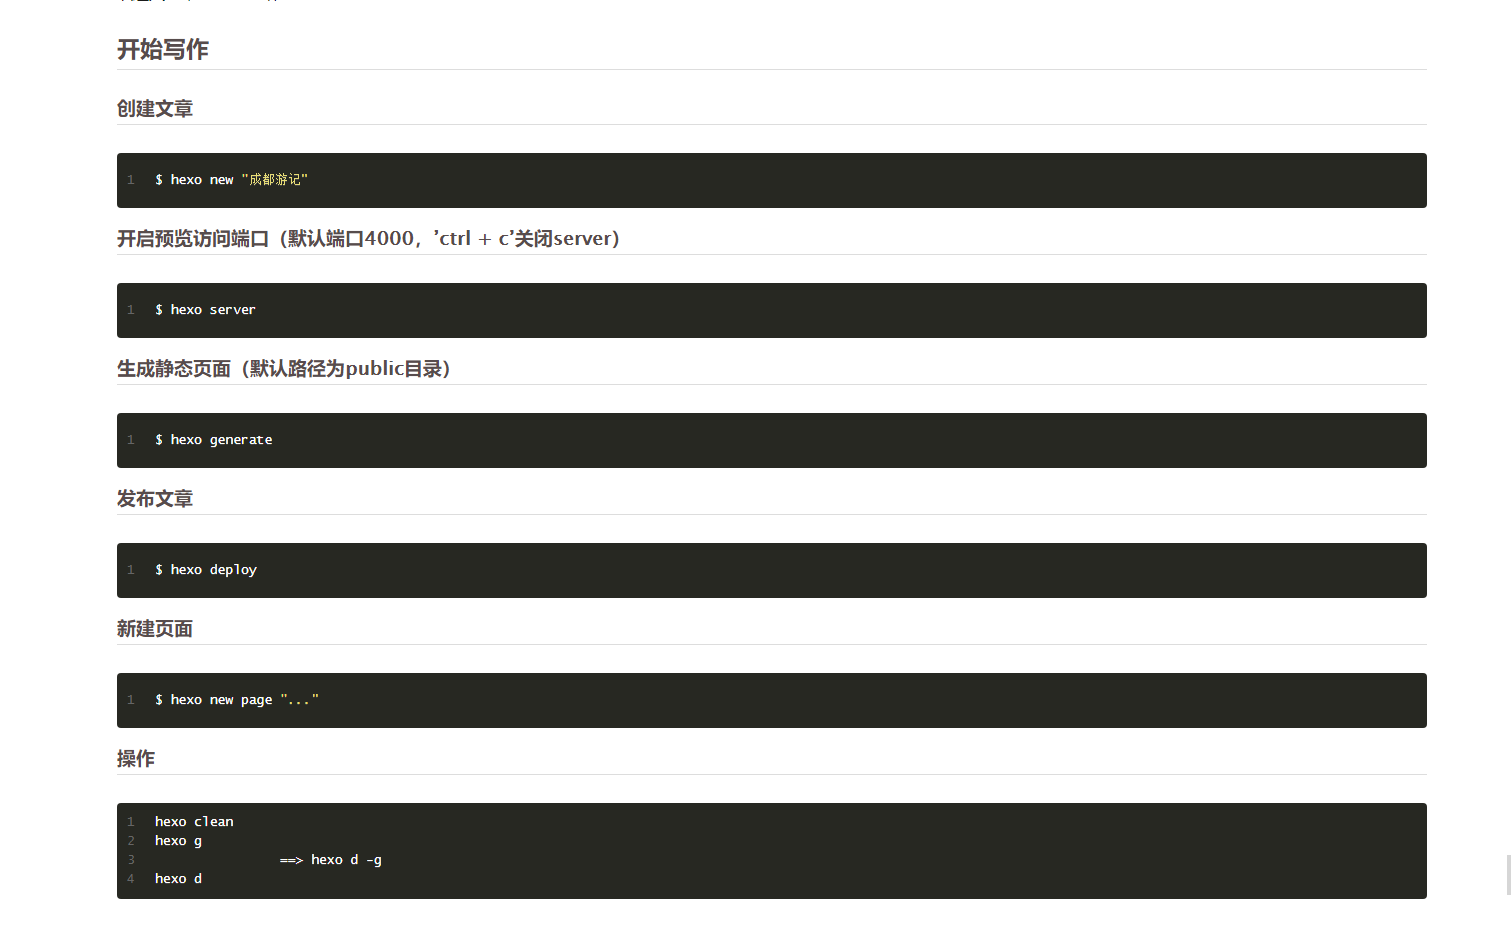 开始写作
创建文章
1 $ hexo new "成都游记"
开启预览访问端口（默认端口4000，’ctrl + c’关闭server）
1 $ hexo server
生成静态页面（默认路径为public目录）
1 $ hexo generate
发布文章
1 $ hexo deploy
新建页面
1 $ hexo new page "..."
操作
1 hexo clean
2 hexo g
3 ==> hexo d -g
4 hexo d